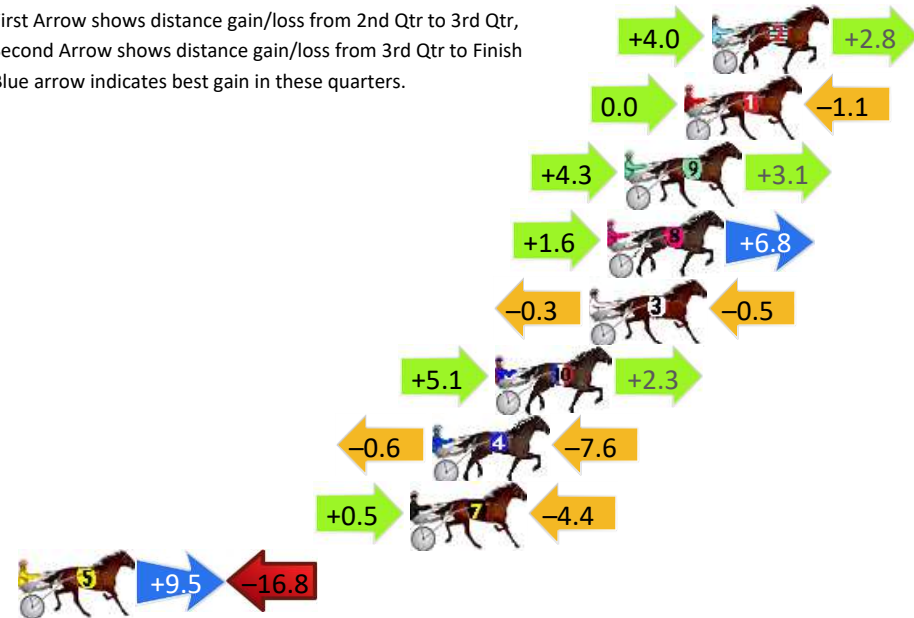 irst Arrow shows distance gain/loss from 2nd Qtr to 3rd Qtr,
econd Arrow shows distance gain/loss from 3rd Qtr to Finish
lue arrow indicates best gain in these quarters.
+4.0 2 +2.8
0.0 1 –1.1
+4.3 9 +3.1
+1.6 8 +6.8
–0.3 3 –0.5
+5.1 10 +2.3
–0.6 4 –7.6
+0.5 7 –4.4
5 +9.5 –16.8